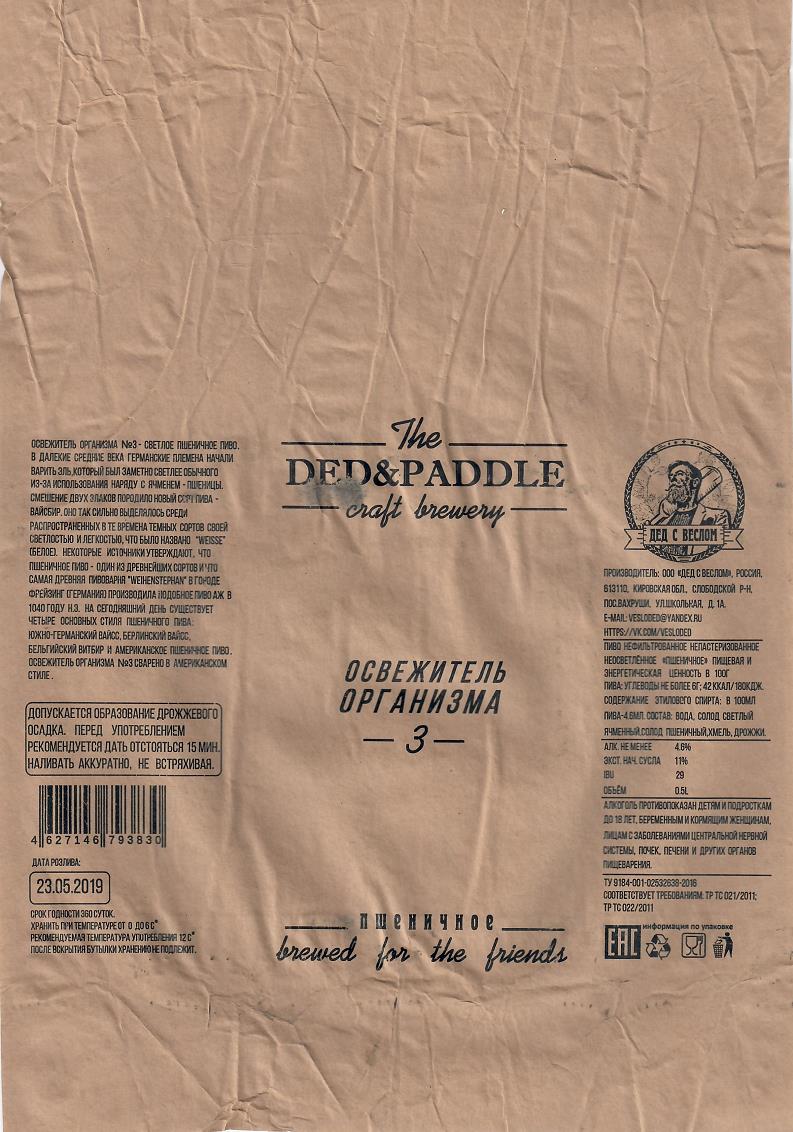 ОСВЕЖИТЕЛЬ ОРГАНИЗМА №3 - СВЕТЛОЕ ПШЕНИЧНОЕ ПИВО.
В ДАЛЕКИЕ СРЕДНИЕ ВЕКА ГЕРМАНСКИЕ ПЛЕМЕНА НАЧАЛИ
ВАРИТЬ ЭЛЬ,КОТОРЫЙ БЫЛ ЗАМЕТНО СВЕТЛЕЕ ОБЫЧНОГО
ИЗ-ЗА ИСПОЛЬЗОВАНИЯ НАРЯДУ С ЯЧМЕНЕМ - ПШЕНИЦЫ.
СМЕШЕНИЕ ДВУХ ЗЛАКОВ ПОРОДИЛО НОВЫЙ СОРТ ПИВА -
ВАЙСБИР. ОНО ТАК СИЛЬНО ВЫДЕЛЯЛОСЬ СРЕДИ
РАСПРОСТРАНЕННЫХ В ТЕ ВРЕМЕНА ТЕМНЫХ СОРТОВ СВОЕЙ
СВЕТЛОСТЬЮ И ЛЕГКОСТЬЮ, ЧТО БЫЛО НАЗВАНО "WEISSE"
(БЕЛОЕ). НЕКОТОРЫЕ ИСТОЧНИКИ УТВЕРЖДАЮТ, ЧТО
ПШЕНИЧНОЕ ПИВО - ОДИН ИЗ ДРЕВНЕЙШИХ СОРТОВ И ЧТО
САМАЯ ДРЕВНЯЯ ПИВОВАРНЯ "WEIHENSTEPHAN" В ГОРОДЕ
ФРЕЙЗИНГ (ГЕРМАНИЯ) ПРОИЗВОДИЛА ПОДОБНОЕ ПИВО АЖ В
1040 ГОДУ Н.Э. НА СЕГОДНЯШНИЙ ДЕНЬ СУЩЕСТВУЕТ
ЧЕТЫРЕ ОСНОВНЫХ СТИЛЯ ПШЕНИЧНОГО ПИВА:
ЮЖНО-ГЕРМАНСКИЙ ВАЙСС, БЕРЛИНСКИЙ ВАЙСС,
БЕЛЬГИЙСКИЙ ВИТБИР И АМЕРИКАНСКОЕ ПШЕНИЧНОЕ ПИВО.
ОСВЕЖИТЕЛЬ ОРГАНИЗМА №3 СВАРЕНО В АМЕРИКАНСКОМ
СТИЛЕ.
ДОПУСКАЕТСЯ ОБРАЗОВАНИЕ ДРОЖЖЕВОГО
ОСАДКА. ПЕРЕД УПОТРЕБЛЕНИЕМ
РЕКОМЕНДУЕТСЯ ДАТЬ ОТСТОЯТЬСЯ 15 МИН.
НАЛИВАТЬ АККУРАТНО, НЕ ВСТРЯХИВАЯ.
4 627146 793830
ДАТА РОЗЛИВА:
23.05.2019
СРОК ГОДНОСТИ 360 СУТОК.
ХРАНИТЬ ПРИ ТЕМПЕРАТУРЕ ОТ 0 ДО 6 С°
РЕКОМЕНДУЕМАЯ ТЕМПЕРАТУРА УПОТРЕБЛЕНИЯ 12 С°
ПОСЛЕ ВСКРЫТИЯ БУТЫЛКИ ХРАНЕНИЮ НЕ ПОДЛЕЖИТ.
The
DED&PADDLE
craft brewery
ОСВЕЖИТЕЛЬ
ОРГАНИЗМА
3
пшеничное
brewed for the friends
ДЕД С ВЕСЛОМ
ПРОИЗВОДИТЕЛЬ: ООО «ДЕД С ВЕСЛОМ», РОССИЯ,
613110, КИРОВСКАЯ ОБЛ., СЛОБОДСКОЙ Р-Н,
ПОС.ВАХРУШИ. УЛ.ШКОЛЬНАЯ, Д. 1А.
E-MAIL: VESLODED@YANDEX.RU
HTTPS://VK.COM/VESLODED
ПИВО НЕФИЛЬТРОВАННОЕ НЕПАСТЕРИЗОВАННОЕ
НЕОСВЕТЛЁННОЕ «ПШЕНИЧНОЕ» ПИЩЕВАЯ И
ЭНЕРГЕТИЧЕСКАЯ ЦЕННОСТЬ В 100Г
ПИВА: УГЛЕВОДЫ НЕ БОЛЕЕ 6Г; 42 ККАЛ/180КДЖ.
СОДЕРЖАНИЕ ЭТИЛОВОГО СПИРТА: В 100МЛ
ПИВА-4.6МЛ. СОСТАВ: ВОДА, СОЛОД СВЕТЛЫЙ
ЯЧМЕННЫЙ,СОЛОД ПШЕНИЧНЫЙ,ХМЕЛЬ, ДРОЖЖИ.
АЛК. НЕ МЕНЕЕ 4.6%
ЭКСТ. НАЧ. СУСЛА 11%
IBU 29
ОБЪЁМ 0.5L
АЛКОГОЛЬ ПРОТИВОПОКАЗАН ДЕТЯМ И ПОДРОСТКАМ
ДО 18 ЛЕТ, БЕРЕМЕННЫМ И КОРМЯЩИМ ЖЕНЩИНАМ,
ЛИЦАМ С ЗАБОЛЕВАНИЯМИ ЦЕНТРАЛЬНОЙ НЕРВНОЙ
СИСТЕМЫ, ПОЧЕК, ПЕЧЕНИ И ДРУГИХ ОРГАНОВ
ПИЩЕВАРЕНИЯ.
ТУ 9184-001-02532638-2016
СООТВЕТСТВУЕТ ТРЕБОВАНИЯМ: ТР ТС 021/2011;
ТР ТС 022/2011
EAC информация по упаковке